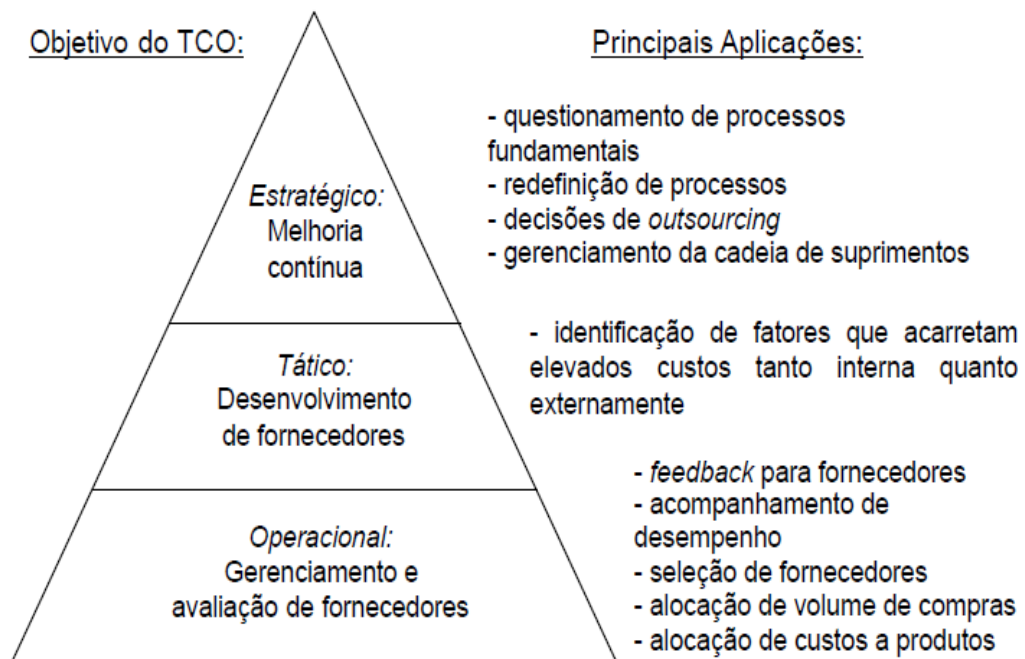 Objetivo do TCO:
Principais Aplicações:
Estratégico:
Melhoria
contínua
- questionamento de processos
fundamentais
- redefinição de processos
- decisões de outsourcing
- gerenciamento da cadeia de suprimentos
Tático:
Desenvolvimento
de fornecedores
- identificação de fatores que acarretam
elevados custos tanto interna quanto
externamente
Operacional:
Gerenciamento e
avaliação de fornecedores
- feedback para fornecedores
- acompanhamento de
desempenho
- seleção de fornecedores
- alocação de volume de compras
- alocação de custos a produtos